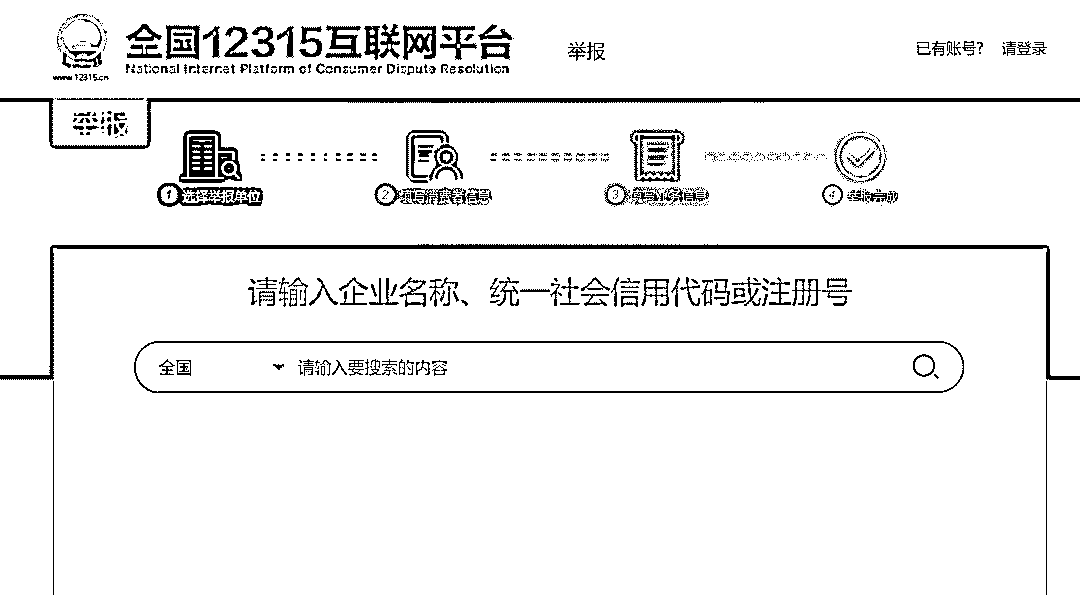 全国12315互联网平台
National Internet Platform of Consumer Dispute Resolution
www.12315.cn
举报
已有账号? 请登录
举报
1 选择举报单位
2 填写消费者信息
3 填写业务信息
4 举报完成
请输入企业名称、统一社会信用代码或注册号
全国 请输入要搜索的内容